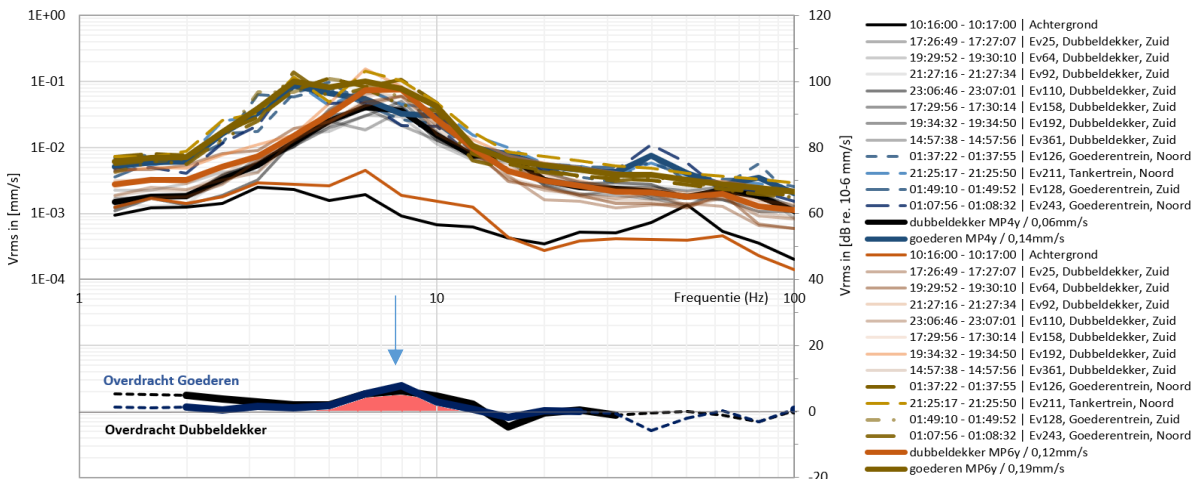 1E+00
1E-01
1E-02
1E-03
1E-04
Vrms in [mm/s]
120
100
80
60
40
20
0
-20
Vrms in [dB re. 10-6 mm/s]
1
10
Frequentie (Hz)
100
Overdracht Goederen
Overdracht Dubbeldekker
10:16:00 - 10:17:00 | Achtergrond
17:26:49 - 17:27:07 | Ev25, Dubbeldekker, Zuid
19:29:52 - 19:30:10 | Ev64, Dubbeldekker, Zuid
21:27:16 - 21:27:34 | Ev92, Dubbeldekker, Zuid
23:06:46 - 23:07:01 | Ev110, Dubbeldekker, Zuid
17:29:56 - 17:30:14 | Ev158, Dubbeldekker, Zuid
19:34:32 - 19:34:50 | Ev192, Dubbeldekker, Zuid
14:57:38 - 14:57:56 | Ev361, Dubbeldekker, Zuid
01:37:22 - 01:37:55 | Ev126, Goederentrein, Noord
21:25:17 - 21:25:50 | Ev211, Tankertrein, Noord
01:49:10 - 01:49:52 | Ev128, Goederentrein, Zuid
01:07:56 - 01:08:32 | Ev243, Goederentrein, Noord
dubbeldekker MP4y / 0,06mm/s
goederen MP4y / 0,14mm/s
10:16:00 - 10:17:00 | Achtergrond
17:26:49 - 17:27:07 | Ev25, Dubbeldekker, Zuid
19:29:52 - 19:30:10 | Ev64, Dubbeldekker, Zuid
21:27:16 - 21:27:34 | Ev92, Dubbeldekker, Zuid
23:06:46 - 23:07:01 | Ev110, Dubbeldekker, Zuid
17:29:56 - 17:30:14 | Ev158, Dubbeldekker, Zuid
19:34:32 - 19:34:50 | Ev192, Dubbeldekker, Zuid
14:57:38 - 14:57:56 | Ev361, Dubbeldekker, Zuid
01:37:22 - 01:37:55 | Ev126, Goederentrein, Noord
21:25:17 - 21:25:50 | Ev211, Tankertrein, Noord
01:49:10 - 01:49:52 | Ev128, Goederentrein, Zuid
01:07:56 - 01:08:32 | Ev243, Goederentrein, Noord
dubbeldekker MP6y / 0,12mm/s
goederen MP6y / 0,19mm/s